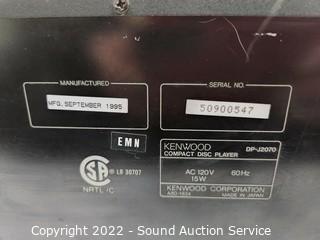 MANUFACTURED
MFG. SEPTEMBER 1995
SERIAL NO.
50900547
EMN
SA
® LR 30707
NRTL/C
KENWOOD DP-J2070
COMPACT DISC PLAYER
AC 120V 60Hz
15W
KENWOOD CORPORATION
MADE IN JAPAN
Copyright 2022 - Sound Auction Service